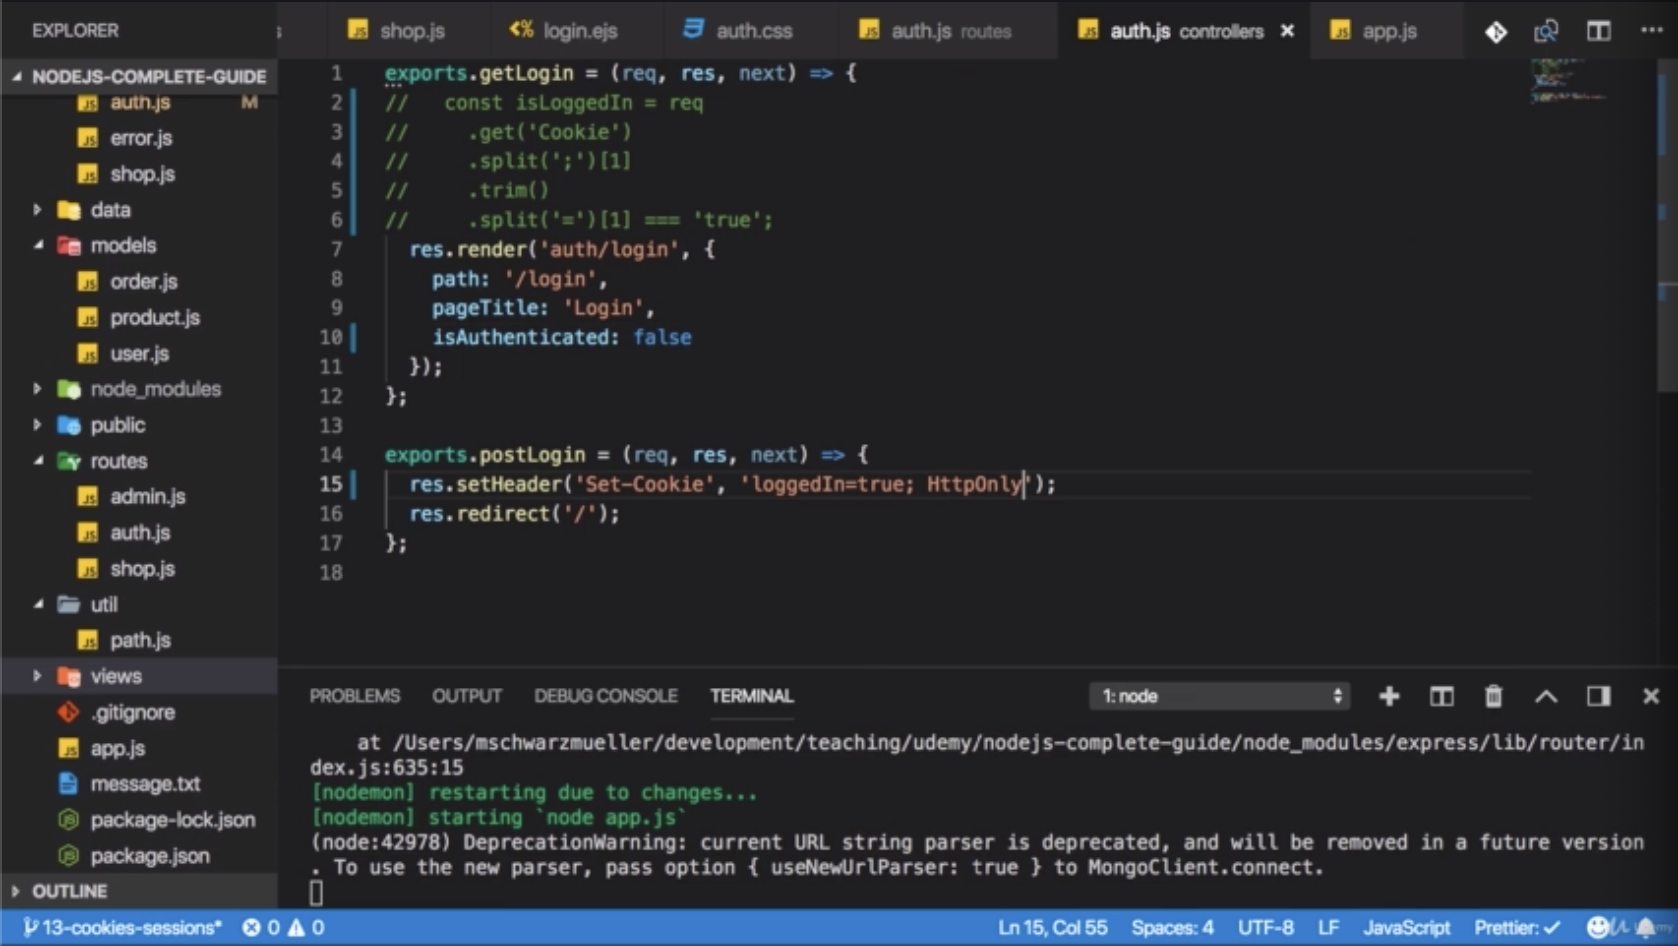 EXPLORER
shop.js
login.ejs
auth.css
auth.js routes
auth.js controllers
app.js
NODEJS-COMPLETE-GUIDE
auth.js M
error.js
shop.js
data
models
order.js
product.js
user.js
node_modules
public
routes
admin.js
auth.js
shop.js
util
path.js
views
.gitignore
app.js
message.txt
package-lock.json
package.json
OUTLINE
1 exports.getLogin = (req, res, next) => {
2 //   const isLoggedIn = req
3 //     .get('Cookie')
4 //     .split(';')[1]
5 //     .trim()
6 //     .split('=')[1] === 'true';
7   res.render('auth/login', {
8     path: '/login',
9     pageTitle: 'Login',
10     isAuthenticated: false
11   });
12 };
13
14 exports.postLogin = (req, res, next) => {
15   res.setHeader('Set-Cookie', 'loggedIn=true; HttpOnly');
16   res.redirect('/');
17 };
18
PROBLEMS OUTPUT DEBUG CONSOLE TERMINAL 1: node
at /Users/mschwarzmueller/development/teaching/udemy/nodejs-complete-guide/node_modules/express/lib/router/in
dex.js:635:15
[nodemon] restarting due to changes...
[nodemon] starting `node app.js`
(node:42978) DeprecationWarning: current URL string parser is deprecated, and will be removed in a future version
. To use the new parser, pass option { useNewUrlParser: true } to MongoClient.connect.
13-cookies-sessions* 0 0 Ln 15, Col 55 Spaces: 4 UTF-8 LF JavaScript Prettier: ✓